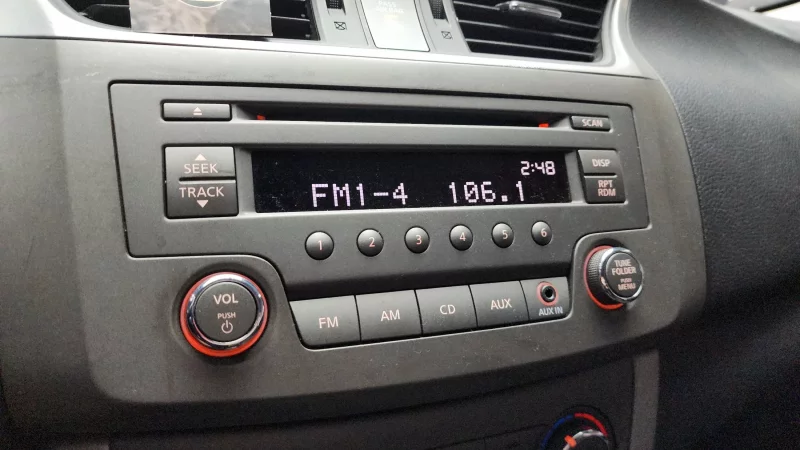 SCAN
SEEK
TRACK
2:48
FM1-4 106.1
DISP
RPT
RDM
1 2 3 4 5 6
VOL
PUSH
FM AM CD AUX
AUX IN
TUNE
FOLDER
PUSH
MENU